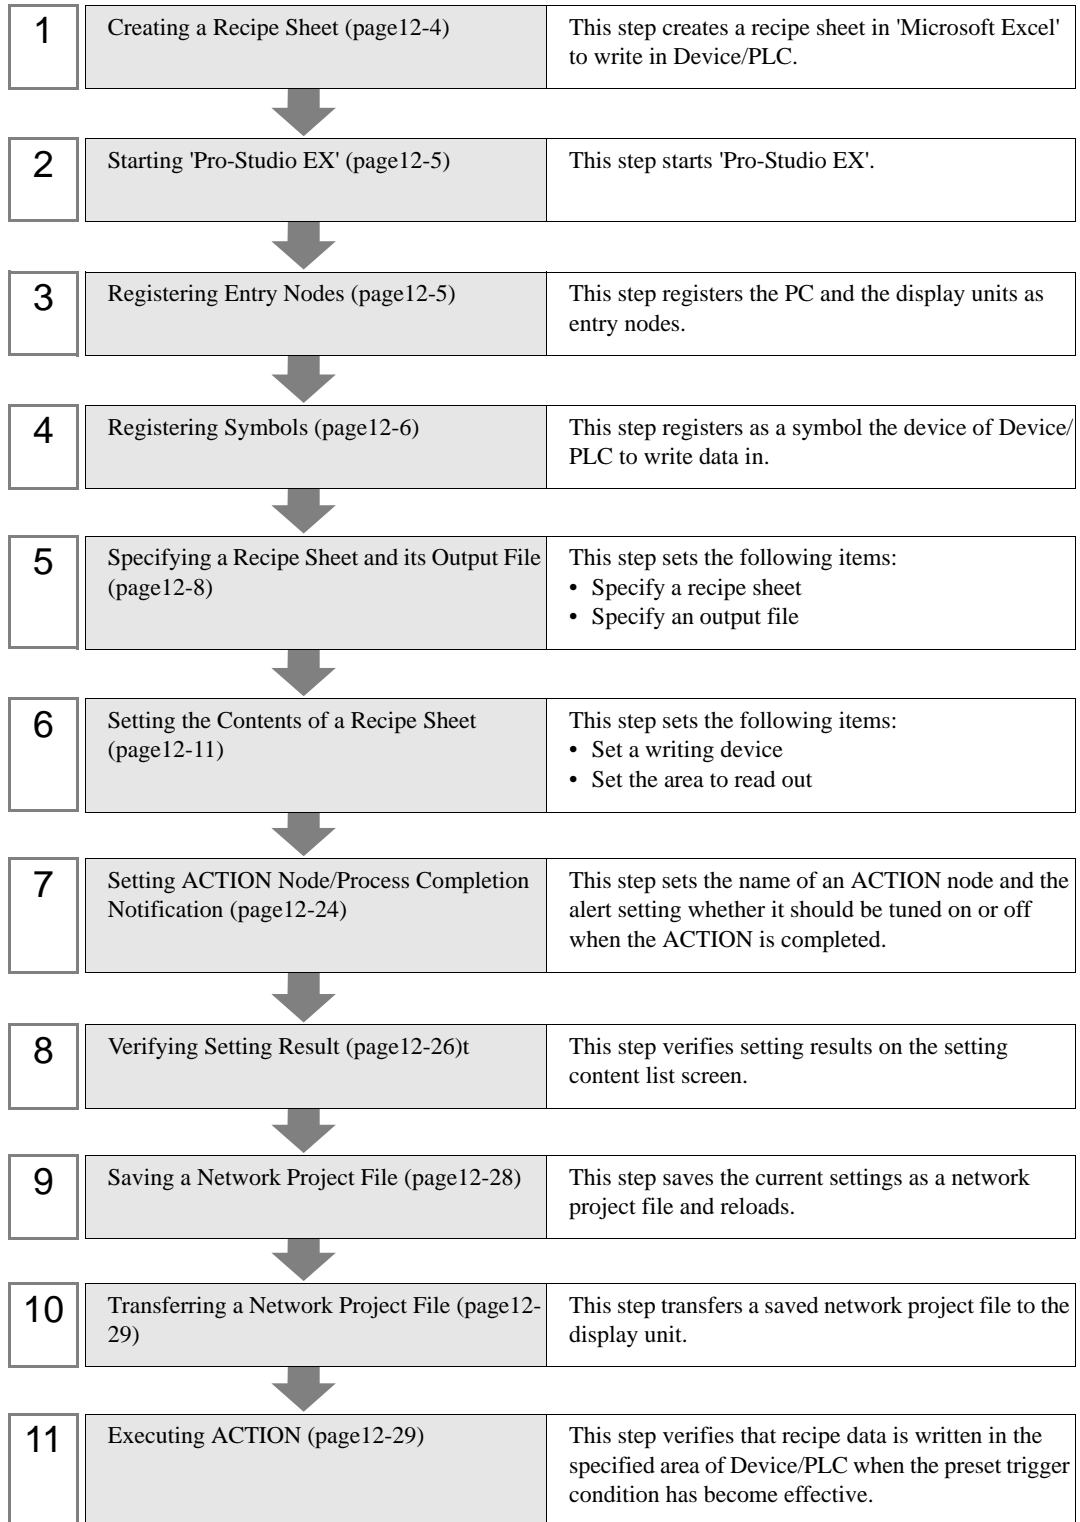 1
Creating a Recipe Sheet (page12-4)
This step creates a recipe sheet in 'Microsoft Excel'
to write in Device/PLC.
2
Starting 'Pro-Studio EX' (page12-5)
This step starts 'Pro-Studio EX'.
3
Registering Entry Nodes (page12-5)
This step registers the PC and the display units as
entry nodes.
4
Registering Symbols (page12-6)
This step registers as a symbol the device of Device/
PLC to write data in.
5
Specifying a Recipe Sheet and its Output File
(page12-8)
This step sets the following items:
• Specify a recipe sheet
• Specify an output file
6
Setting the Contents of a Recipe Sheet
(page12-11)
This step sets the following items:
• Set a writing device
• Set the area to read out
7
Setting ACTION Node/Process Completion
Notification (page12-24)
This step sets the name of an ACTION node and the
alert setting whether it should be tuned on or off
when the ACTION is completed.
8
Verifying Setting Result (page12-26)t
This step verifies setting results on the setting
content list screen.
9
Saving a Network Project File (page12-28)
This step saves the current settings as a network
project file and reloads.
10
Transferring a Network Project File (page12-
29)
This step transfers a saved network project file to the
display unit.
11
Executing ACTION (page12-29)
This step verifies that recipe data is written in the
specified area of Device/PLC when the preset trigger
condition has become effective.